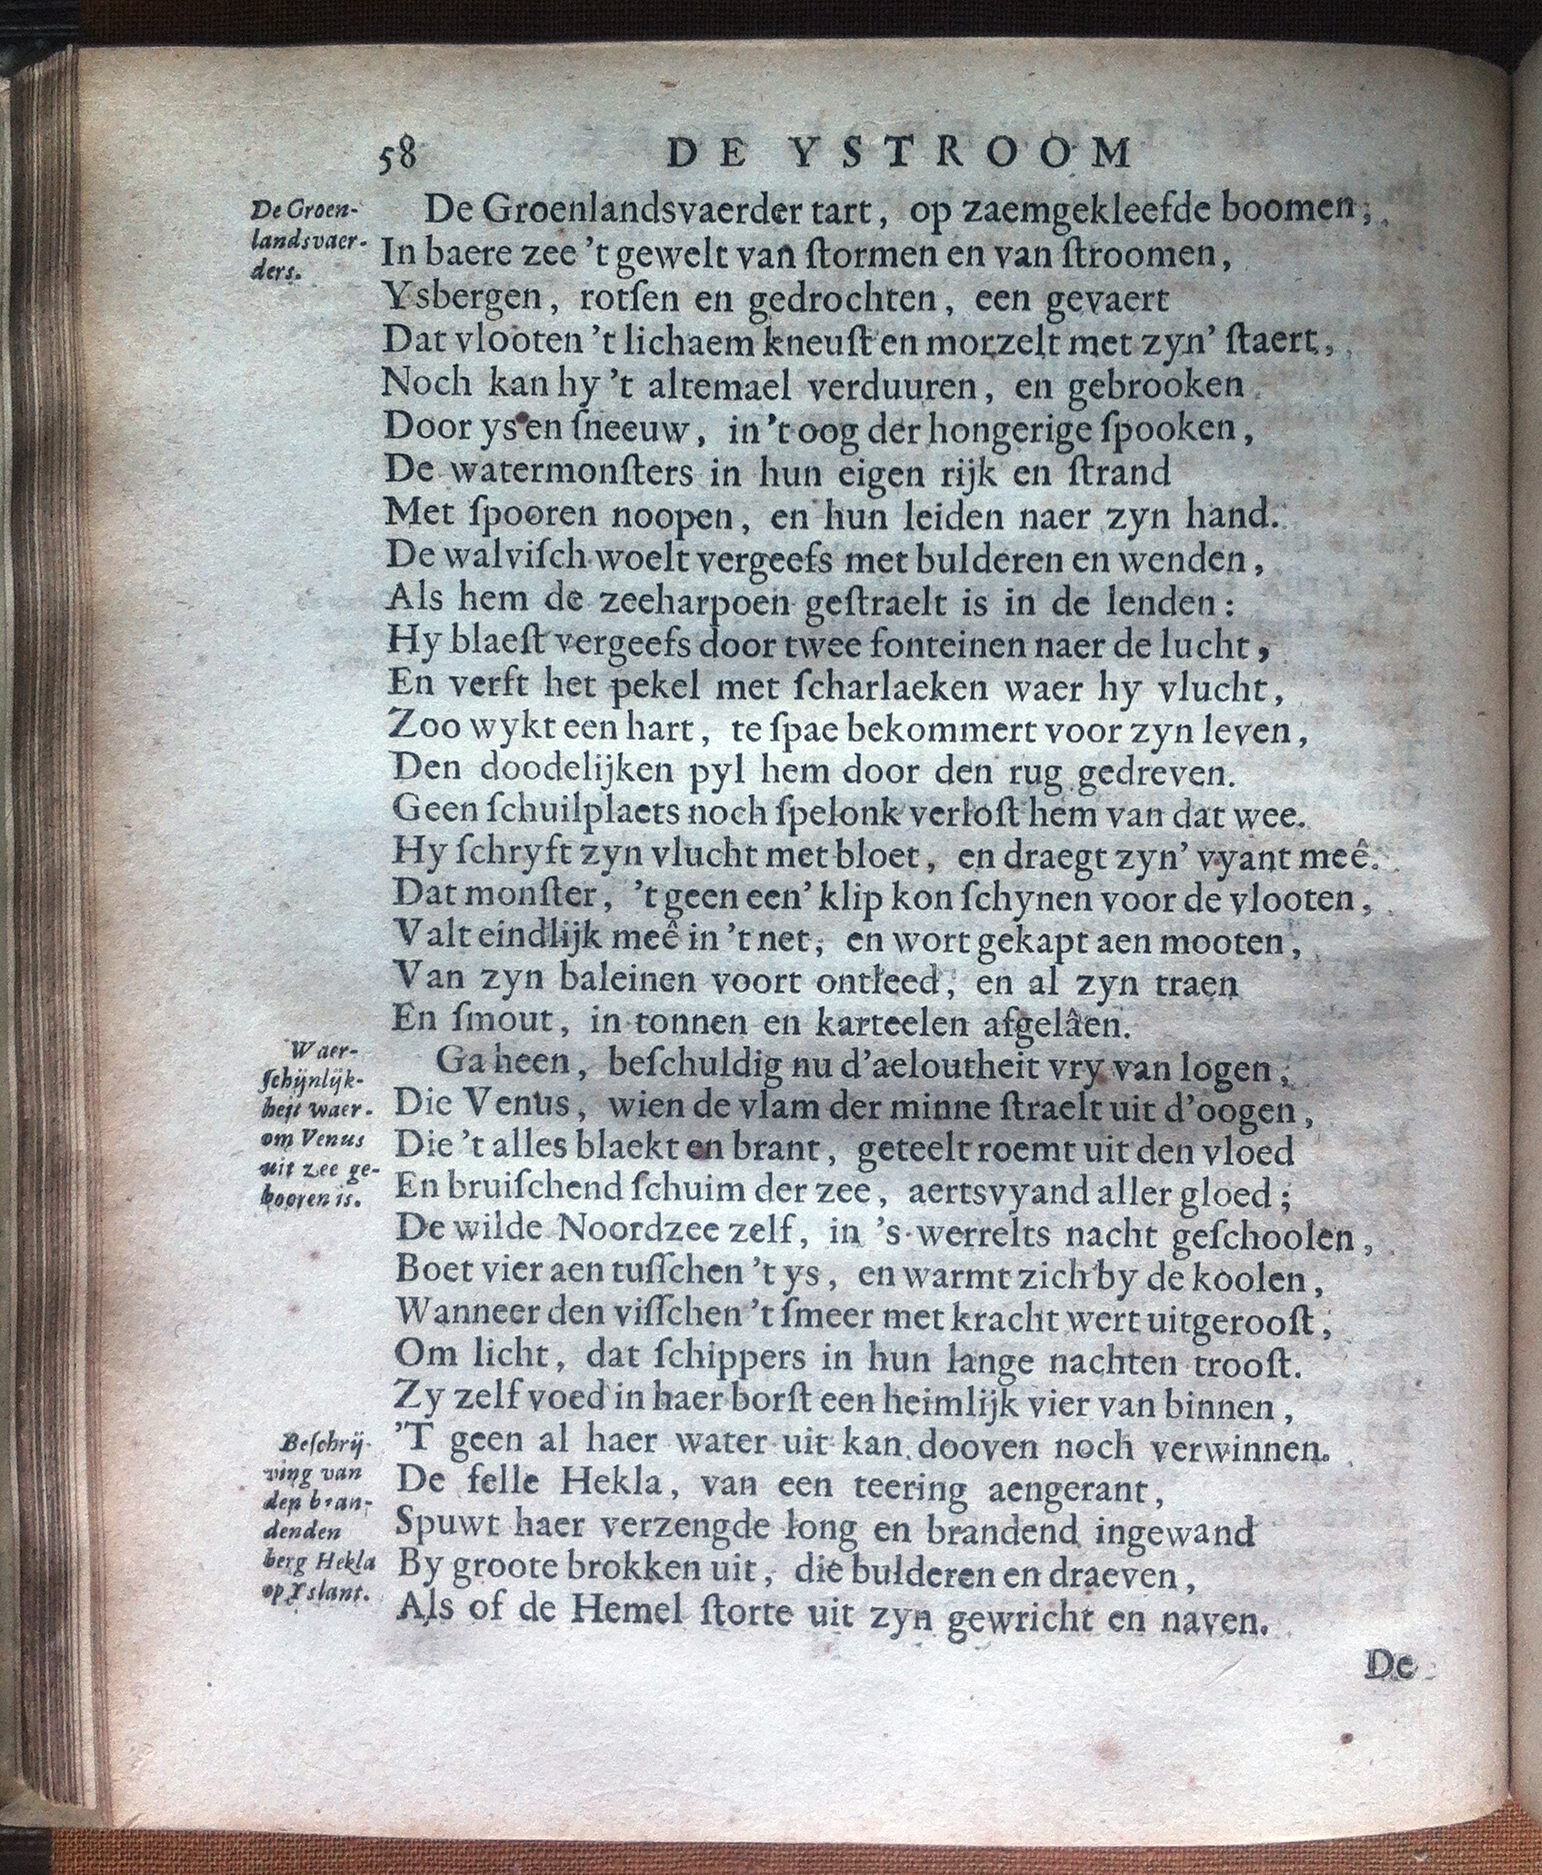 58 DE YSTROOM
De Groen-
landsvaer-
ders.
De Groenlandsvaerder tart, op zaemgekleefde boomen,
In baere zee 't gewelt van ſtormen en van ſtroomen,
Ysbergen, rotſen en gedrochten, een gevaert
Dat vlooten 't lichaem kneuſt en morzelt met zyn' ſtaert,
Noch kan hy 't altemael verduuren, en gebrooken
Door ys en ſneeuw, in 't oog der hongerige ſpooken,
De watermonſters in hun eigen rijk en ſtrand
Met ſpooren noopen, en hun leiden naer zyn hand.
De walviſch woelt vergeefs met bulderen en wenden,
Als hem de zeeharpoen geſtraelt is in de lenden:
Hy blaeſt vergeefs door twee fonteinen naer de lucht,
En verft het pekel met ſcharlaeken waer hy vlucht,
Zoo wykt een hart, te ſpae bekommert voor zyn leven,
Den doodelijken pyl hem door den rug gedreven.
Geen ſchuilplaets noch ſpelonk verloſt hem van dat wee.
Hy ſchryft zyn vlucht met bloet, en draegt zyn' vyant meê.
Dat monſter, 't geen een' klip kon ſchynen voor de vlooten,
Valt eindlijk meê in 't net, en wort gekapt aen mooten,
Van zyn baleinen voort ontleed, en al zyn traen
En ſmout, in tonnen en karteelen afgelâen.
Waer-
ſchijnlijk-
heit waer-
om Venus
uit zee ge-
booren is.
Ga heen, beſchuldig nu d'aeloutheit vry van logen,
Die Venus, wien de vlam der minne ſtraelt uit d'oogen,
Die 't alles blaekt en brant, geteelt roemt uit den vloed
En bruiſchend ſchuim der zee, aertsvyand aller gloed;
De wilde Noordzee zelf, in 's werrelts nacht geſchoolen,
Boet vier aen tuſſchen 't ys, en warmt zich by de koolen,
Wanneer den viſſchen 't ſmeer met kracht wert uitgerooſt,
Om licht, dat ſchippers in hun lange nachten trooſt.
Zy zelf voed in haer borſt een heimlijk vier van binnen,
'T geen al haer water uit kan dooven noch verwinnen.
Beſchrij-
ving van
den bran-
denden
berg Hekla
op Yslant.
De felle Hekla, van een teering aengerant,
Spuwt haer verzengde long en brandend ingewand
By groote brokken uit, die bulderen en draeven,
Als of de Hemel ſtorte uit zyn gewricht en naven.
De